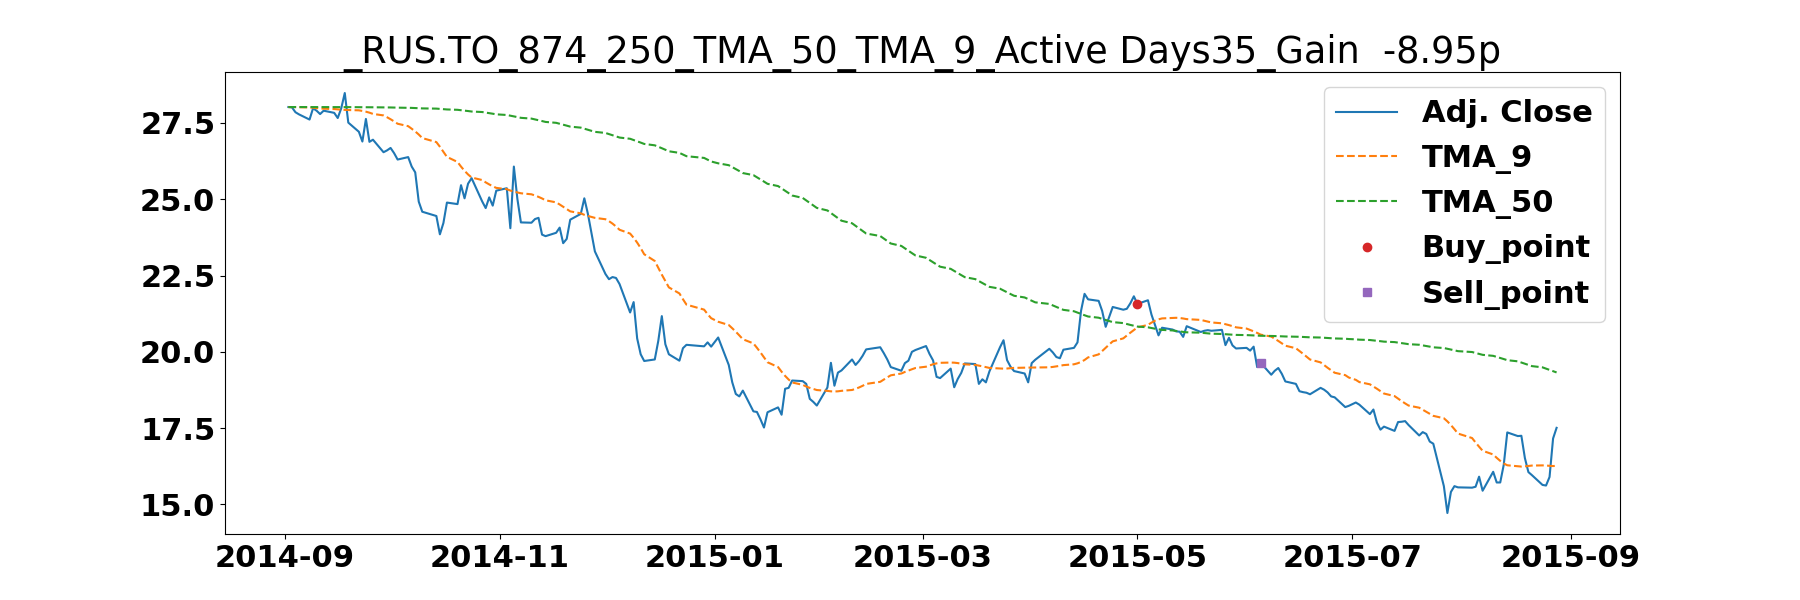 _RUS.TO_874_250_TMA_50_TMA_9_Active Days35_Gain  -8.95p
27.5
25.0
22.5
20.0
17.5
15.0
Adj. Close
TMA_9
TMA_50
Buy_point
Sell_point
2014-09 2014-11 2015-01 2015-03 2015-05 2015-07 2015-09